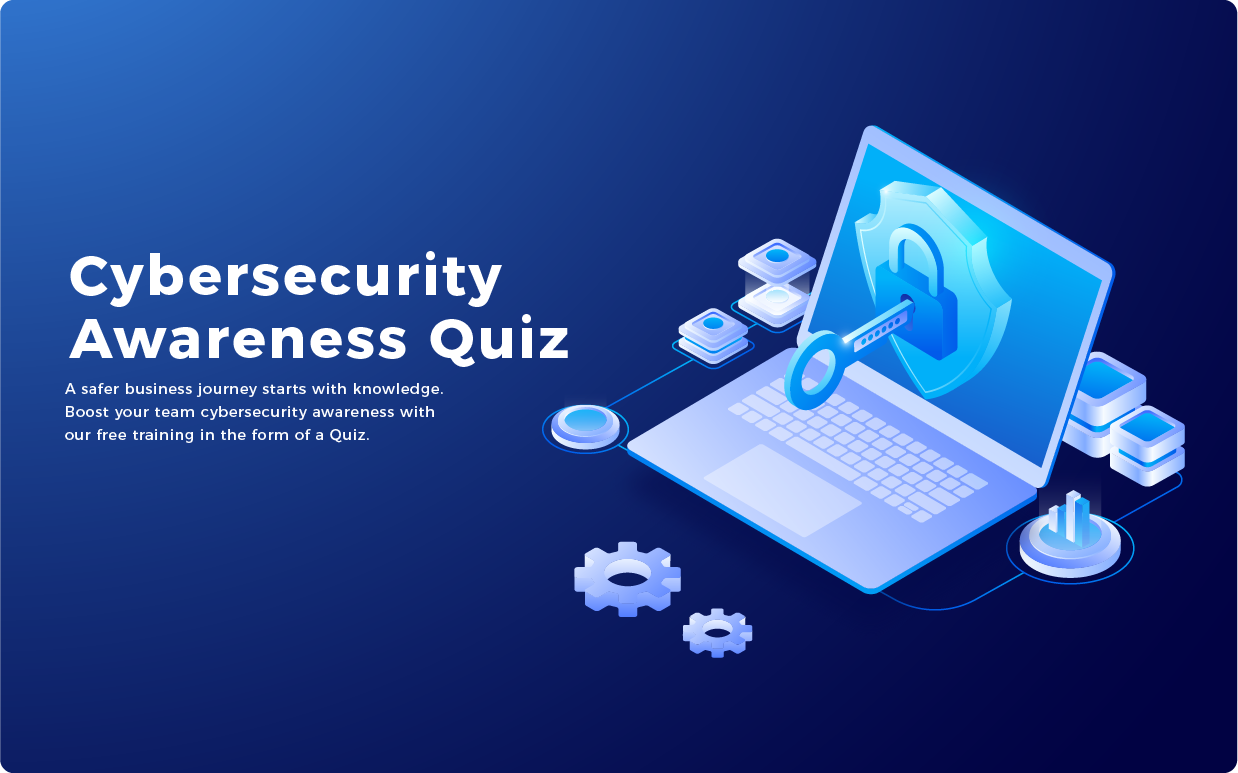 Cybersecurity
Awareness Quiz
A safer business journey starts with knowledge.
Boost your team cybersecurity awareness with
our free training in the form of a Quiz.